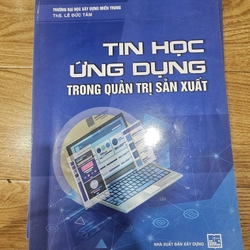 TRƯỜNG ĐẠI HỌC XÂY DỰNG MIỀN TRUNG
ThS. LÊ ĐỨC TÂM
TIN HỌC
ỨNG DỤNG
TRONG QUẢN TRỊ SẢN XUẤT
NHÀ XUẤT BẢN XÂY DỰNG